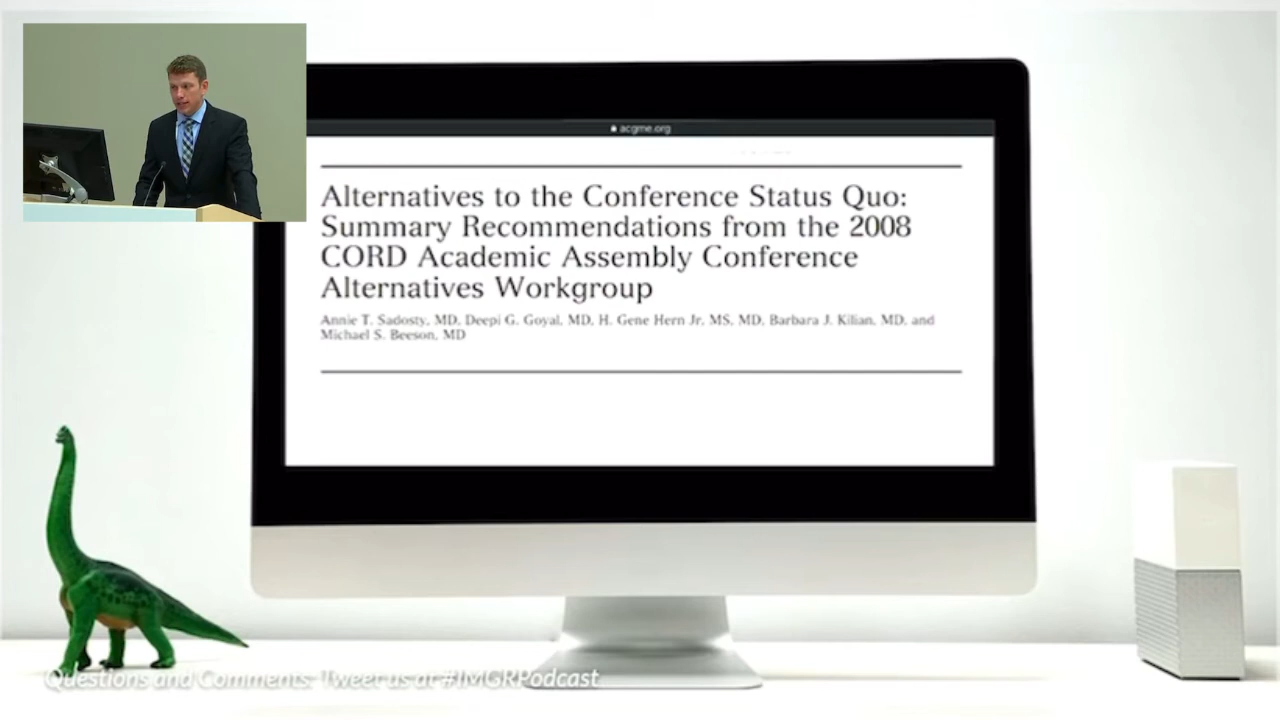 acgme.org
Alternatives to the Conference Status Quo:
Summary Recommendations from the 2008
CORD Academic Assembly Conference
Alternatives Workgroup
Annie T. Sadosty, MD, Deepi G. Goyal, MD, H. Gene Hern Jr, MS, MD, Barbara J. Kilian, MD, and
Michael S. Beeson, MD
Questions and Comments: Tweet us at #IMGRPodcast